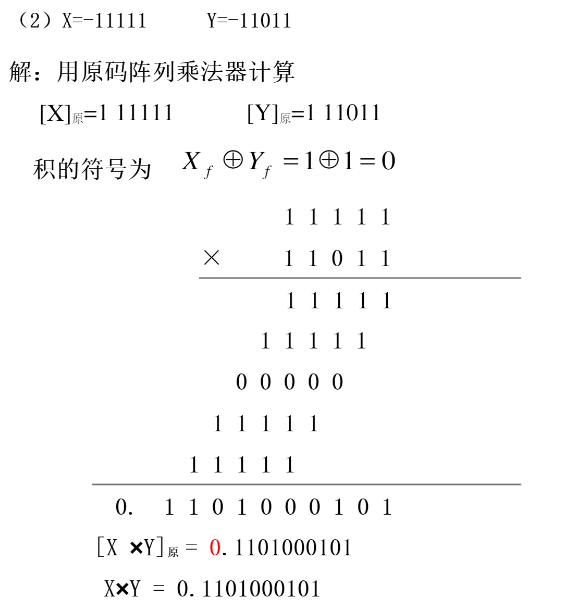 （2）X=-11111 Y=-11011
解：用原码阵列乘法器计算
[X]原=1 11111 [Y]原=1 11011
积的符号为 Xf ⊕ Yf = 1 ⊕ 1 = 0
1 1 1 1 1
× 1 1 0 1 1
1 1 1 1 1
1 1 1 1 1
0 0 0 0 0
1 1 1 1 1
1 1 1 1 1
0. 1 1 0 1 0 0 0 1 0 1
[X ×Y]原 = 0.1101000101
X×Y = 0.1101000101